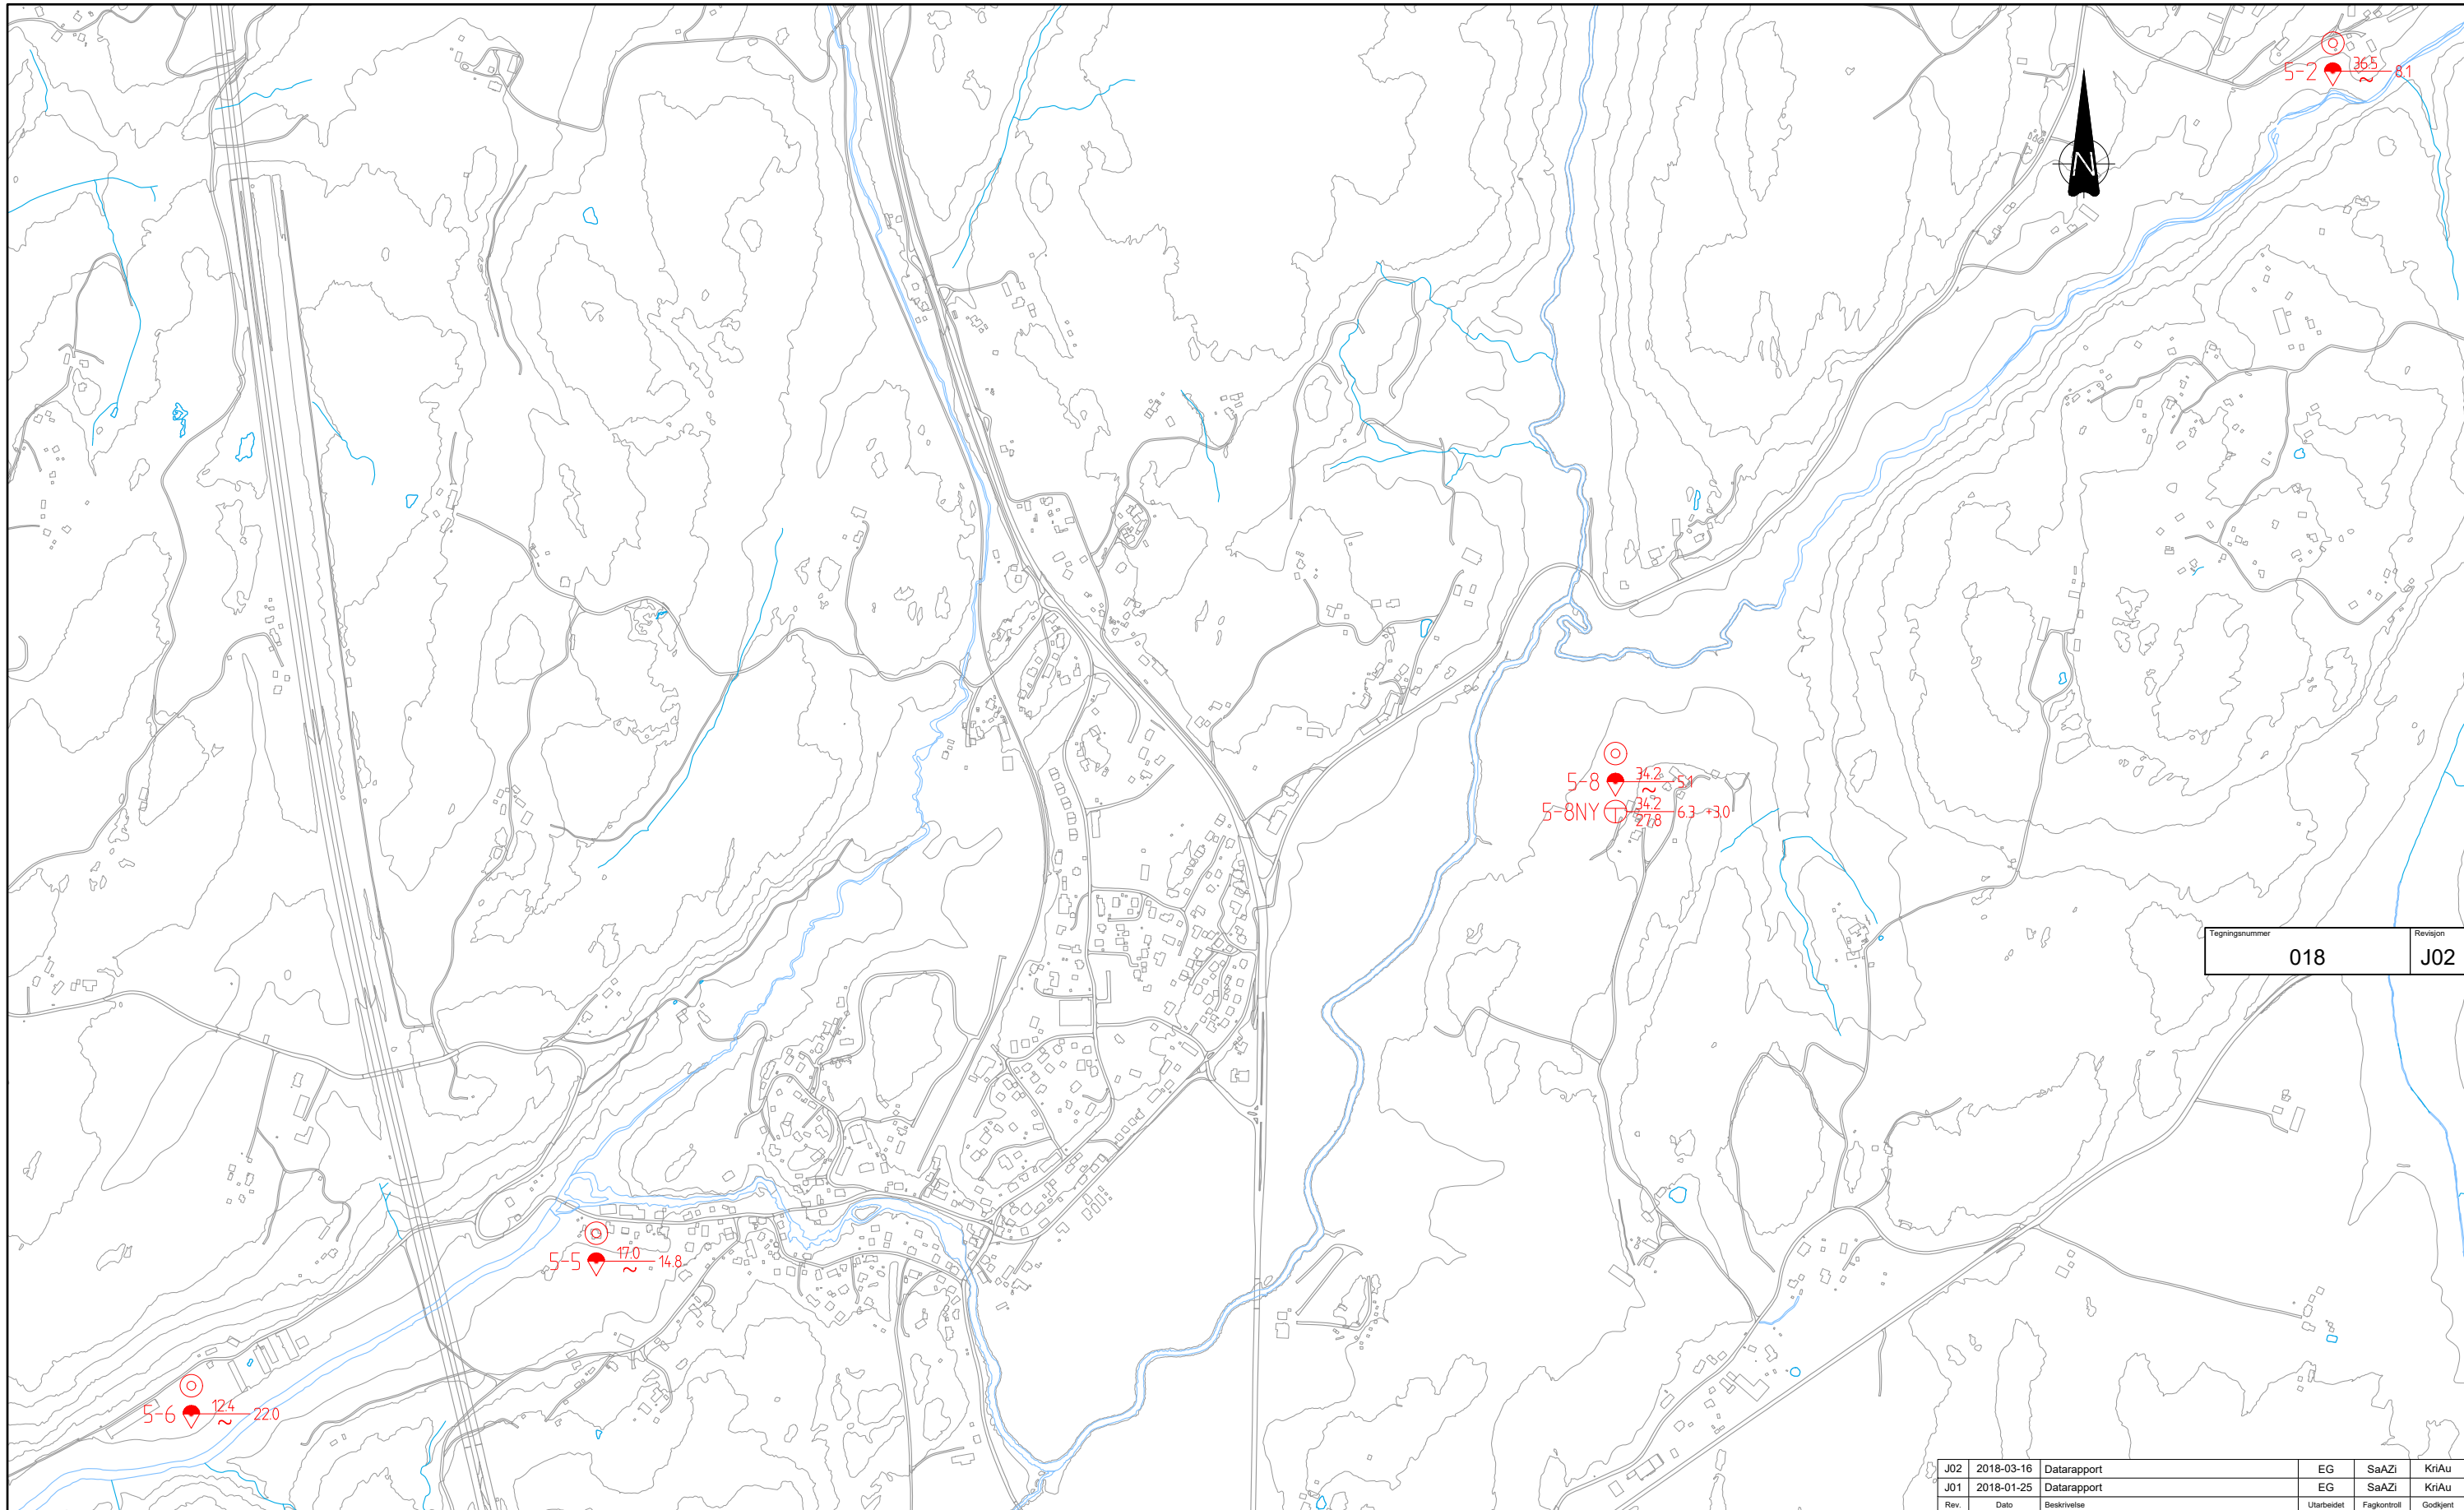 36.5
5-2 ~ 8.1
N
34.2
5-8 ~ 5.1
34.2
5-8NY 27.8 6.3 +3.0
Tegningsnummer Revisjon
018 J02
17.0
5-5 ~ 14.8
12.4
5-6 ~ 22.0
J02 2018-03-16 Datarapport EG SaAZi KriAu
J01 2018-01-25 Datarapport EG SaAZi KriAu
Rev. Dato Beskrivelse Utarbeidet Fagkontroll Godkjent